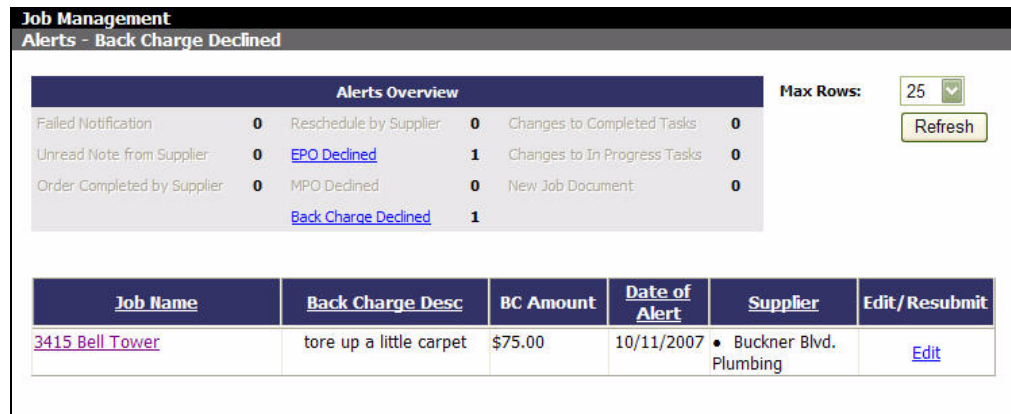 Job Management
Alerts - Back Charge Declined
Alerts Overview
Max Rows: 25
Refresh
Failed Notification 0 Reschedule by Supplier 0 Changes to Completed Tasks 0
Unread Note from Supplier 0 EPO Declined 1 Changes to In Progress Tasks 0
Order Completed by Supplier 0 MPO Declined 0 New Job Document 0
Back Charge Declined 1
Job Name Back Charge Desc BC Amount Date of Alert Supplier Edit/Resubmit
3415 Bell Tower tore up a little carpet $75.00 10/11/2007 • Buckner Blvd. Plumbing Edit